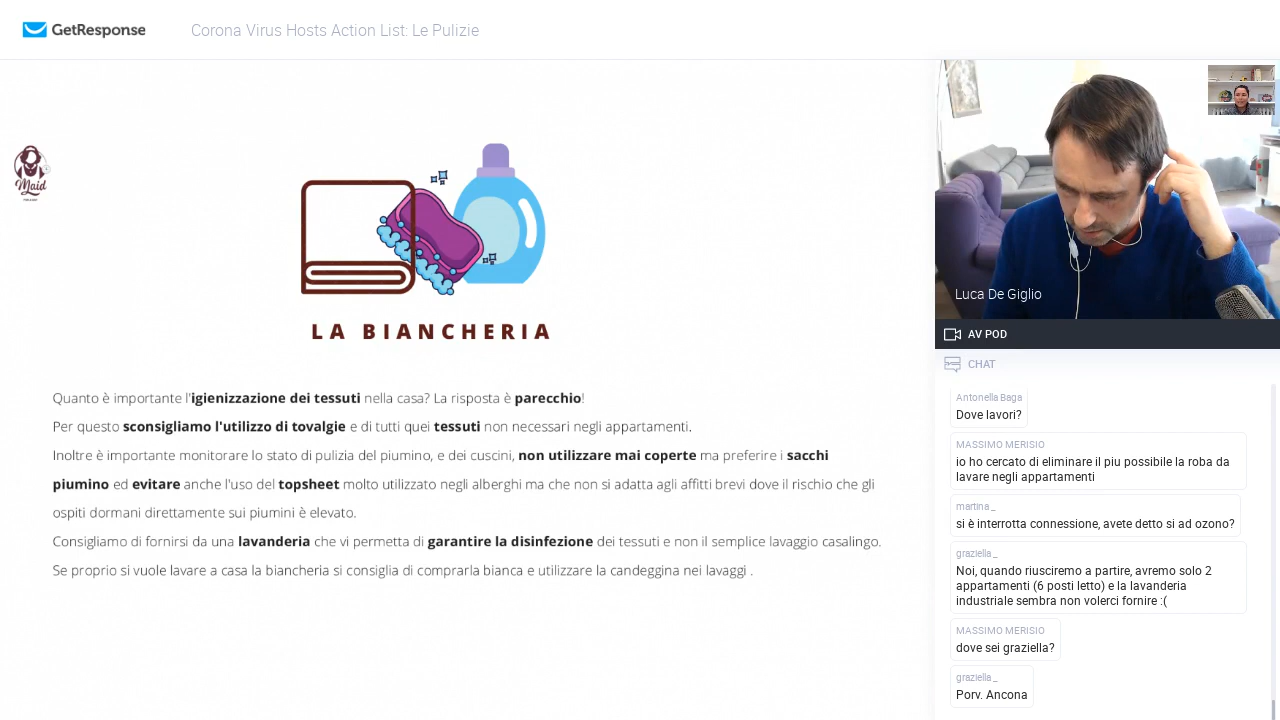 GetResponse
Corona Virus Hosts Action List: Le Pulizie
Maid
LA BIANCHERIA
Quanto è importante l'igienizzazione dei tessuti nella casa? La risposta è parecchio!
Per questo sconsigliamo l'utilizzo di tovalgie e di tutti quei tessuti non necessari negli appartamenti.
Inoltre è importante monitorare lo stato di pulizia del piumino, e dei cuscini, non utilizzare mai coperte ma preferire i sacchi
piumino ed evitare anche l'uso del topsheet molto utilizzato negli alberghi ma che non si adatta agli affitti brevi dove il rischio che gli
ospiti dormani direttamente sui piumini è elevato.
Consigliamo di fornirsi da una lavanderia che vi permetta di garantire la disinfezione dei tessuti e non il semplice lavaggio casalingo.
Se proprio si vuole lavare a casa la biancheria si consiglia di comprarla bianca e utilizzare la candeggina nei lavaggi .
Luca De Giglio
AV POD
CHAT
Antonella Baga
Dove lavori?
MASSIMO MERISIO
io ho cercato di eliminare il piu possibile la roba da
lavare negli appartamenti
martina _
si è interrotta connessione, avete detto si ad ozono?
graziella _
Noi, quando riusciremo a partire, avremo solo 2
appartamenti (6 posti letto) e la lavanderia
industriale sembra non volerci fornire :(
MASSIMO MERISIO
dove sei graziella?
graziella _
Porv. Ancona